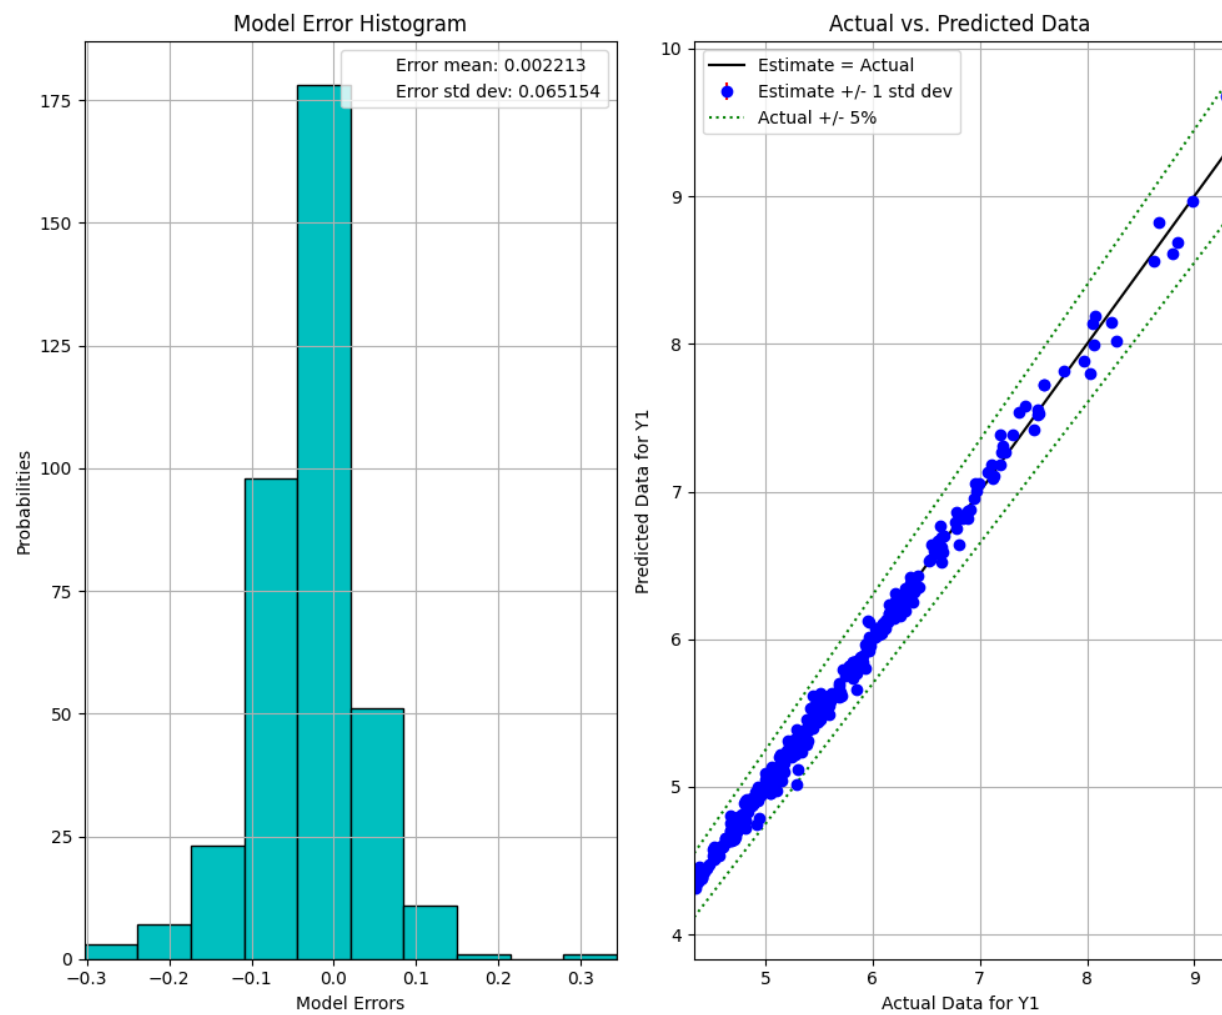 Model Error Histogram
Error mean: 0.002213
Error std dev: 0.065154
Probabilities
175
150
125
100
75
50
25
0
−0.3
−0.2
−0.1
0.0
0.1
0.2
0.3
Model Errors
Actual vs. Predicted Data
Estimate = Actual
Estimate +/- 1 std dev
Actual +/- 5%
Predicted Data for Y1
10
9
8
7
6
5
4
5
6
7
8
9
Actual Data for Y1